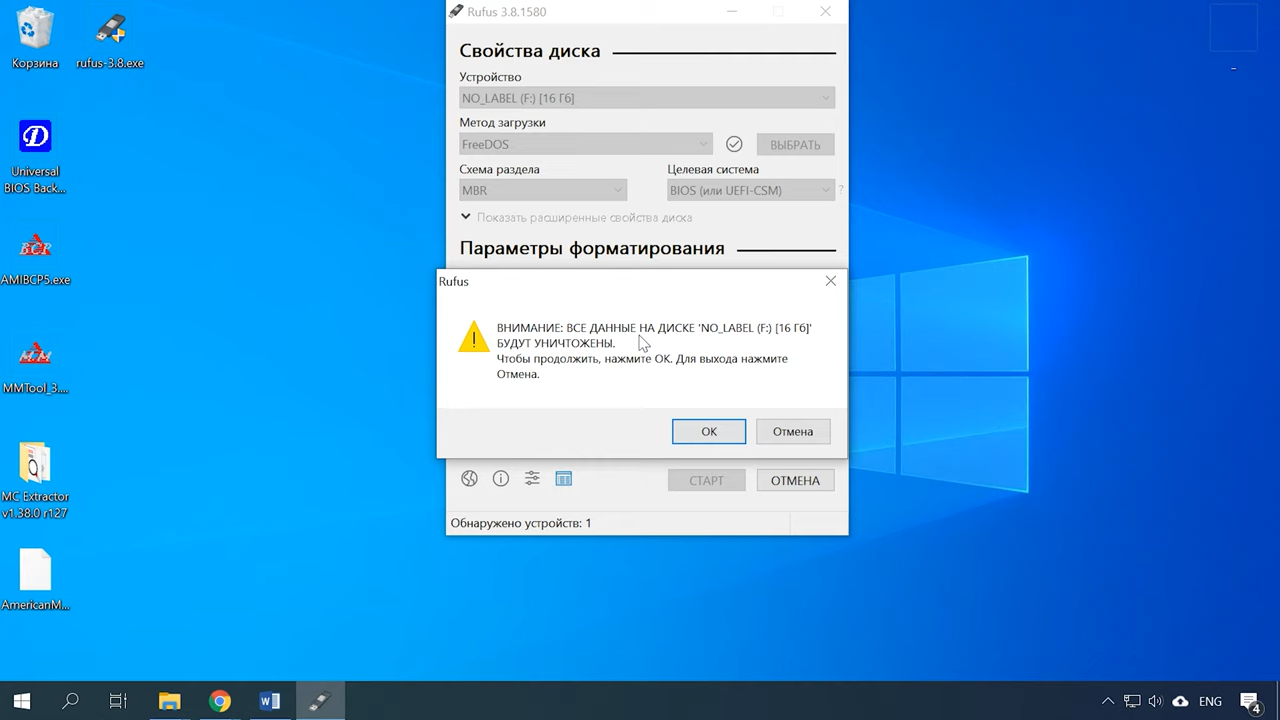 Rufus 3.8.1580
Свойства диска
Устройство
NO_LABEL (F:) [16 Гб]
Метод загрузки
FreeDOS
ВЫБРАТЬ
Схема раздела
Целевая система
MBR
BIOS (или UEFI-CSM)
?
Показать расширенные свойства диска
Параметры форматирования
Rufus
ВНИМАНИЕ: ВСЕ ДАННЫЕ НА ДИСКЕ 'NO_LABEL (F:) [16 Гб]'
БУДУТ УНИЧТОЖЕНЫ.
Чтобы продолжить, нажмите ОК. Для выхода нажмите
Отмена.
ОК
Отмена
СТАРТ
ОТМЕНА
Обнаружено устройств: 1
Корзина
rufus-3.8.exe
Universal
BIOS Back...
AMIBCP5.exe
MMTool_3....
MC Extractor
v1.38.0 r127
AmericanM...
ENG
4